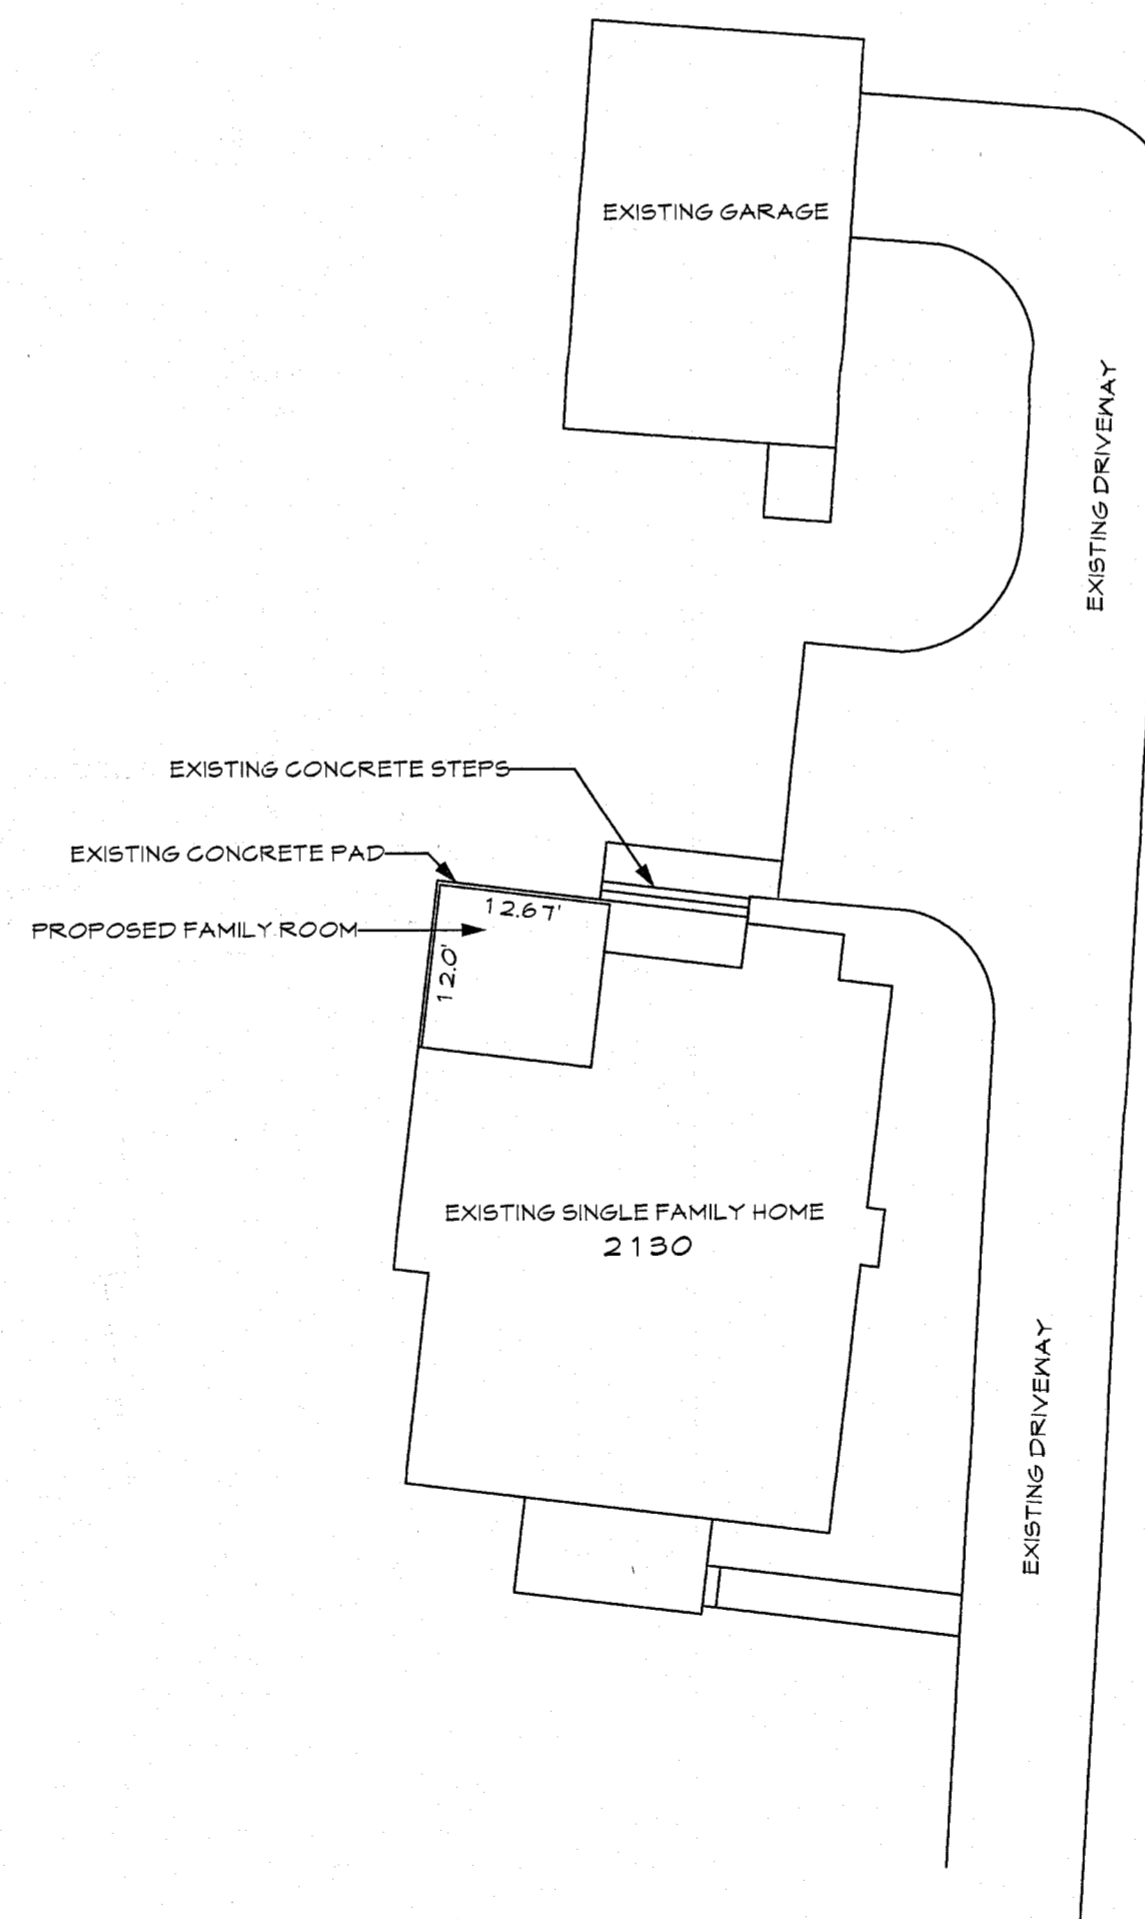 EXISTING GARAGE
EXISTING DRIVEWAY
EXISTING CONCRETE STEPS
EXISTING CONCRETE PAD
12.67'
PROPOSED FAMILY ROOM
12.0'
EXISTING SINGLE FAMILY HOME
2130
EXISTING DRIVEWAY